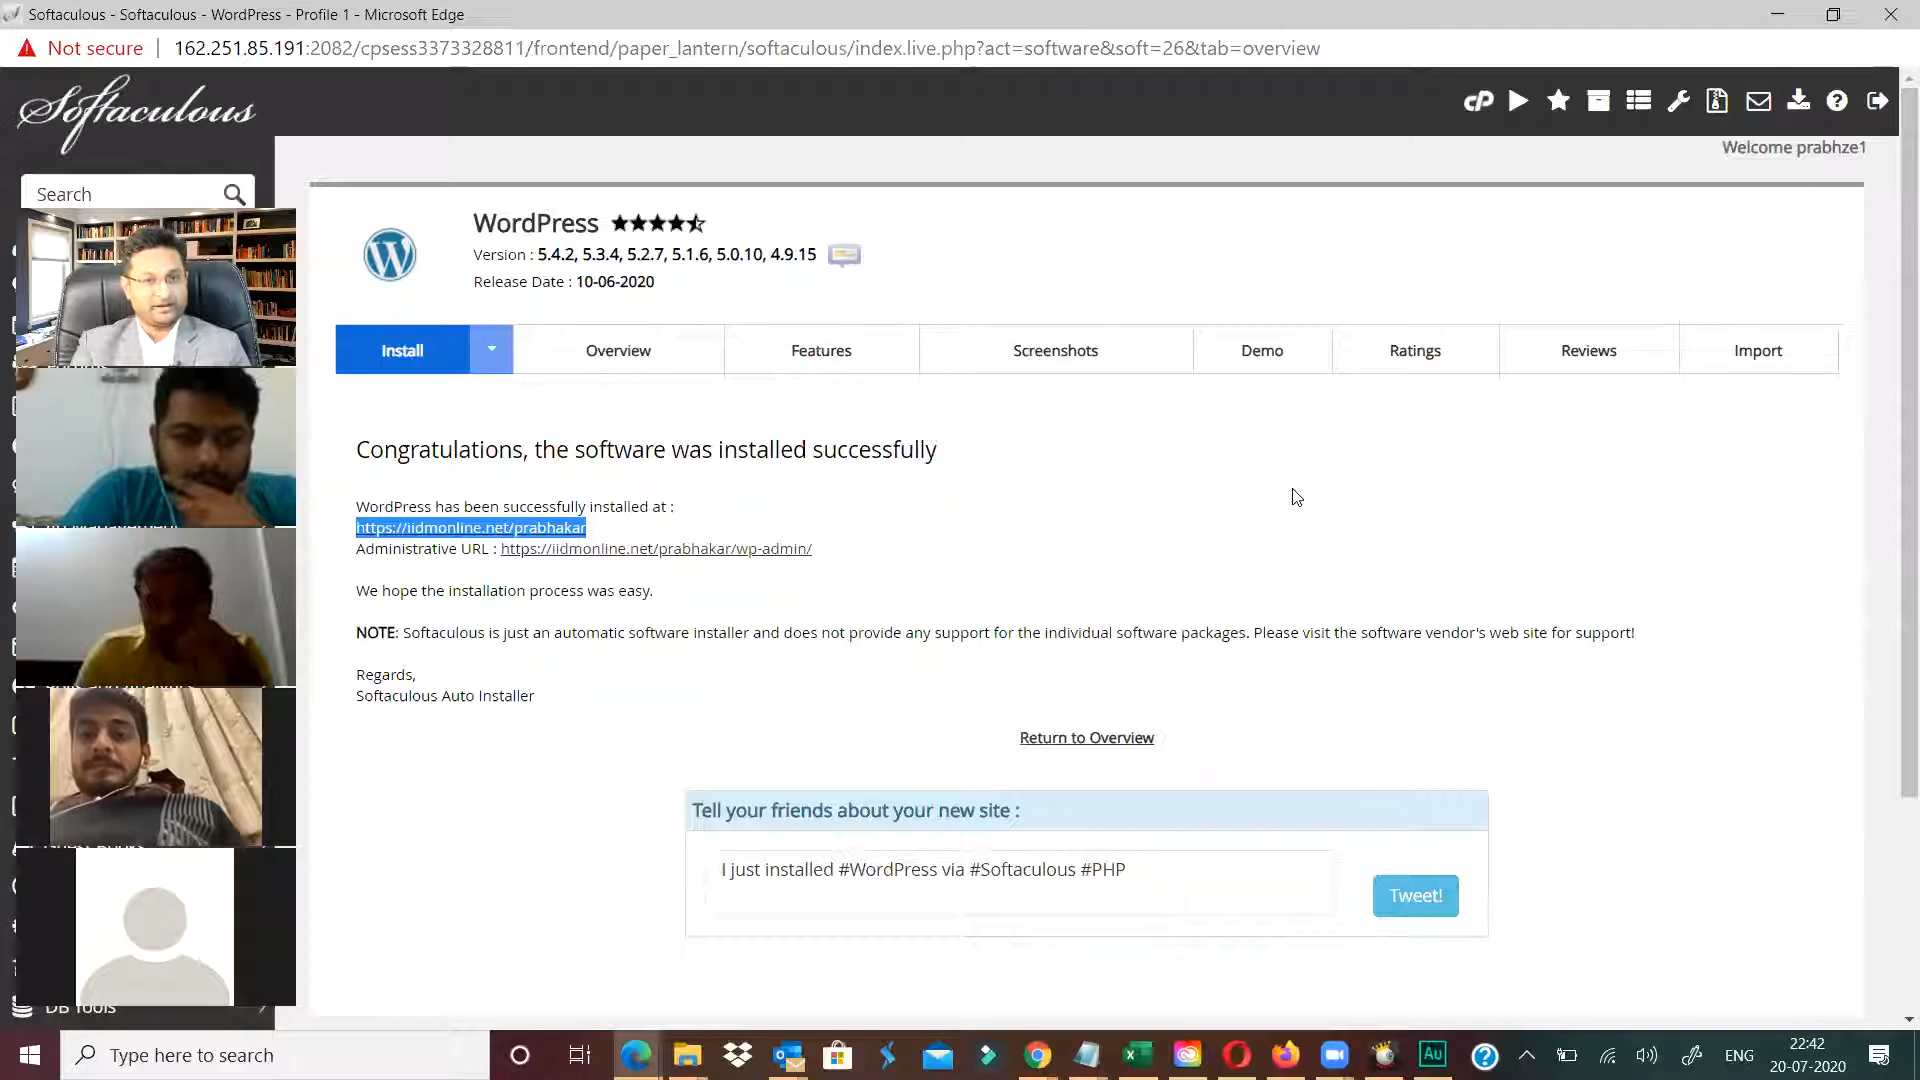 Softaculous - Softaculous - WordPress - Profile 1 - Microsoft Edge
Not secure | 162.251.85.191:2082/cpsess3373328811/frontend/paper_lantern/softaculous/index.live.php?act=software&soft=26&tab=overview
Softaculous
cP
Welcome prabhze1
Search
WordPress
Version : 5.4.2, 5.3.4, 5.2.7, 5.1.6, 5.0.10, 4.9.15
Release Date : 10-06-2020
Install
Overview
Features
Screenshots
Demo
Ratings
Reviews
Import
Congratulations, the software was installed successfully
WordPress has been successfully installed at :
https://iidmonline.net/prabhakar
Administrative URL : https://iidmonline.net/prabhakar/wp-admin/
We hope the installation process was easy.
NOTE: Softaculous is just an automatic software installer and does not provide any support for the individual software packages. Please visit the software vendor's web site for support!
Regards,
Softaculous Auto Installer
Return to Overview
Tell your friends about your new site :
I just installed #WordPress via #Softaculous #PHP
Tweet!
DB Tools
Type here to search
Au
ENG
22:42
20-07-2020